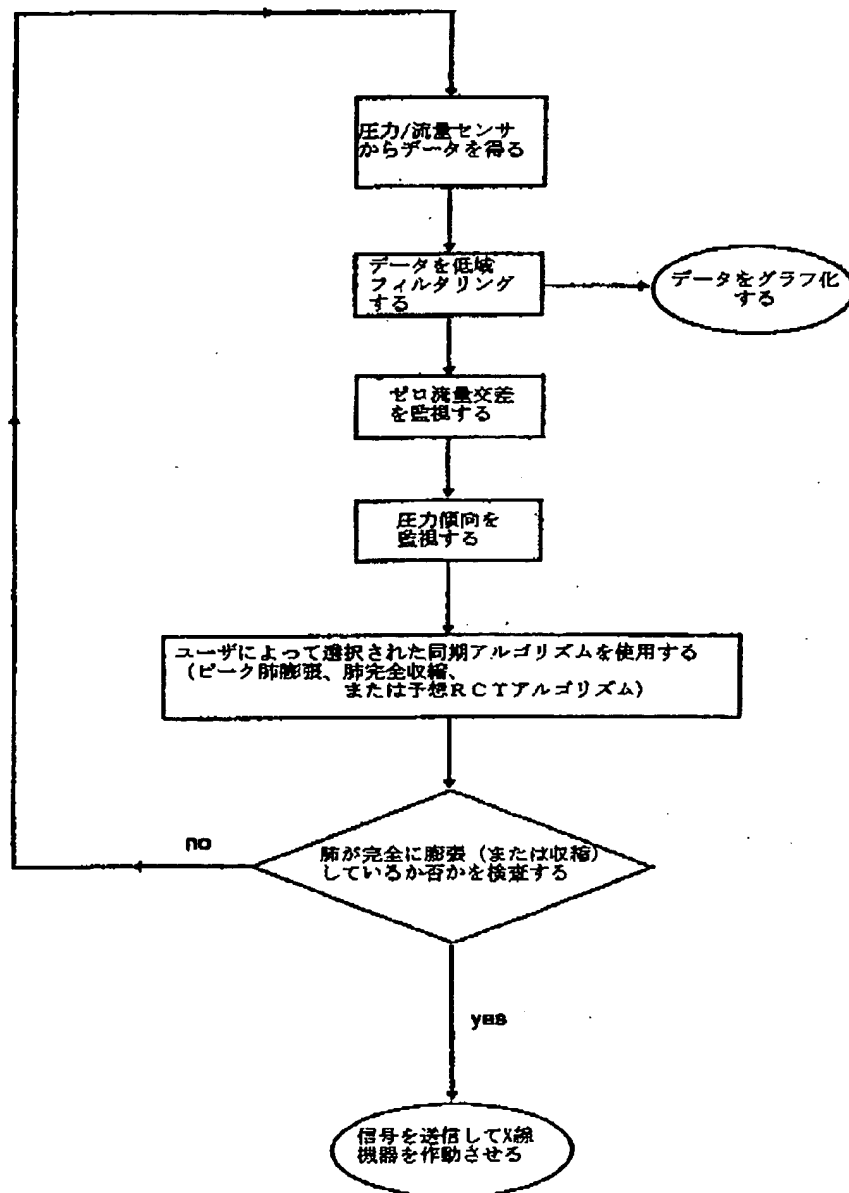 圧力/流量センサ
からデータを得る
データを低域
フィルタリング
する
データをグラフ化
する
ゼロ流量交差
を監視する
圧力傾向を
監視する
ユーザによって選択された同期アルゴリズムを使用する
(ピーク肺膨張、肺完全収縮、
または予想RCTアルゴリズム)
no
肺が完全に膨張(または収縮)
しているか否かを検査する
yes
信号を送信してX線
機器を作動させる